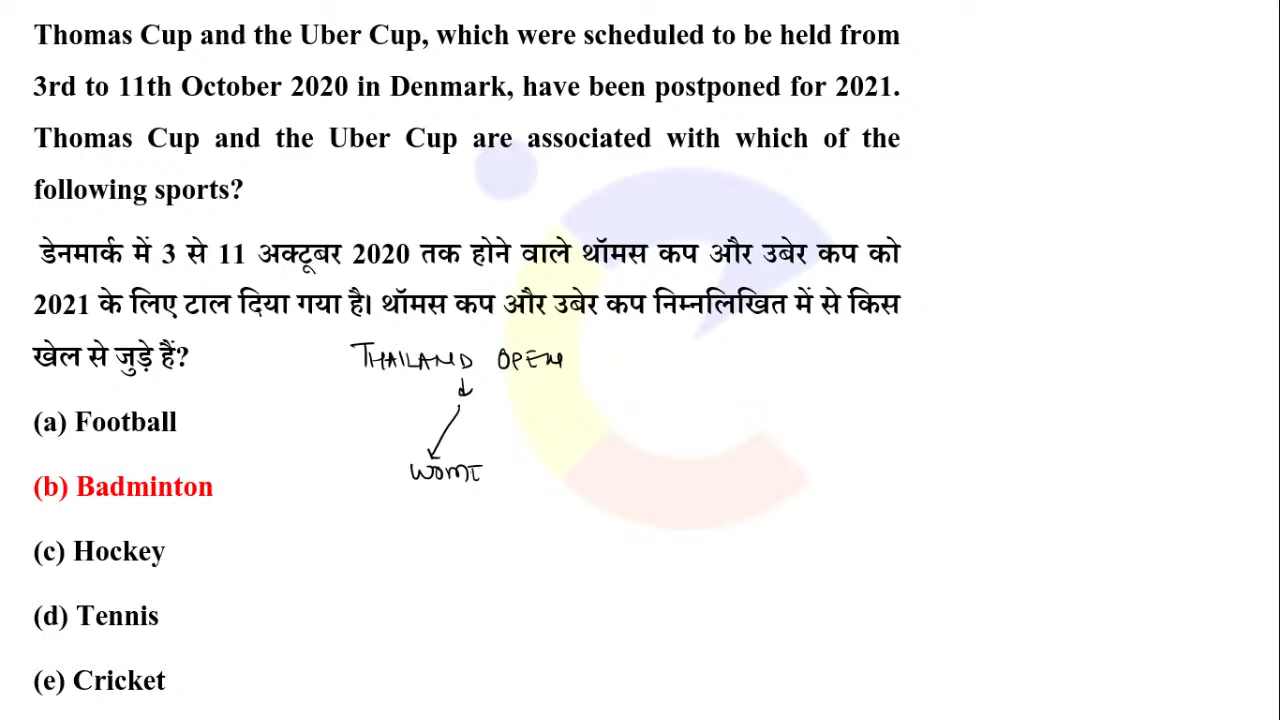 Thomas Cup and the Uber Cup, which were scheduled to be held from
3rd to 11th October 2020 in Denmark, have been postponed for 2021.
Thomas Cup and the Uber Cup are associated with which of the
following sports?
डेनमार्क में 3 से 11 अक्टूबर 2020 तक होने वाले थॉमस कप और उबेर कप को
2021 के लिए टाल दिया गया है। थॉमस कप और उबेर कप निम्नलिखित में से किस
खेल से जुड़े हैं?
THAILAND OPEN
(a) Football
WOME
(b) Badminton
(c) Hockey
(d) Tennis
(e) Cricket